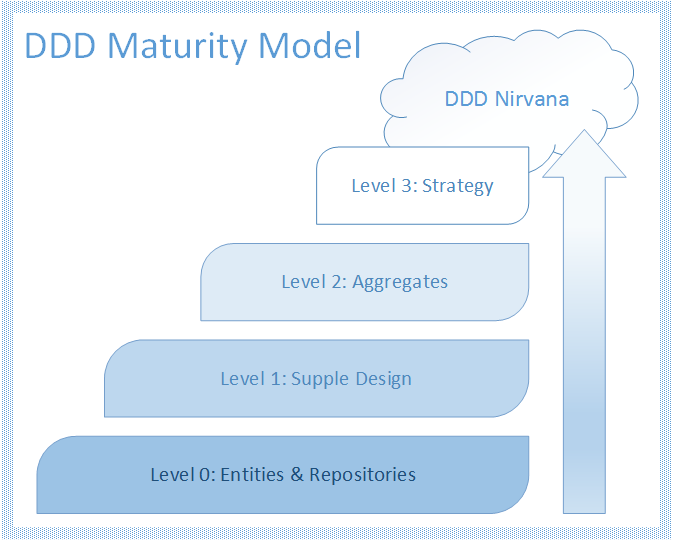 DDD Maturity Model
DDD Nirvana
Level 3: Strategy
Level 2: Aggregates
Level 1: Supple Design
Level 0: Entities & Repositories